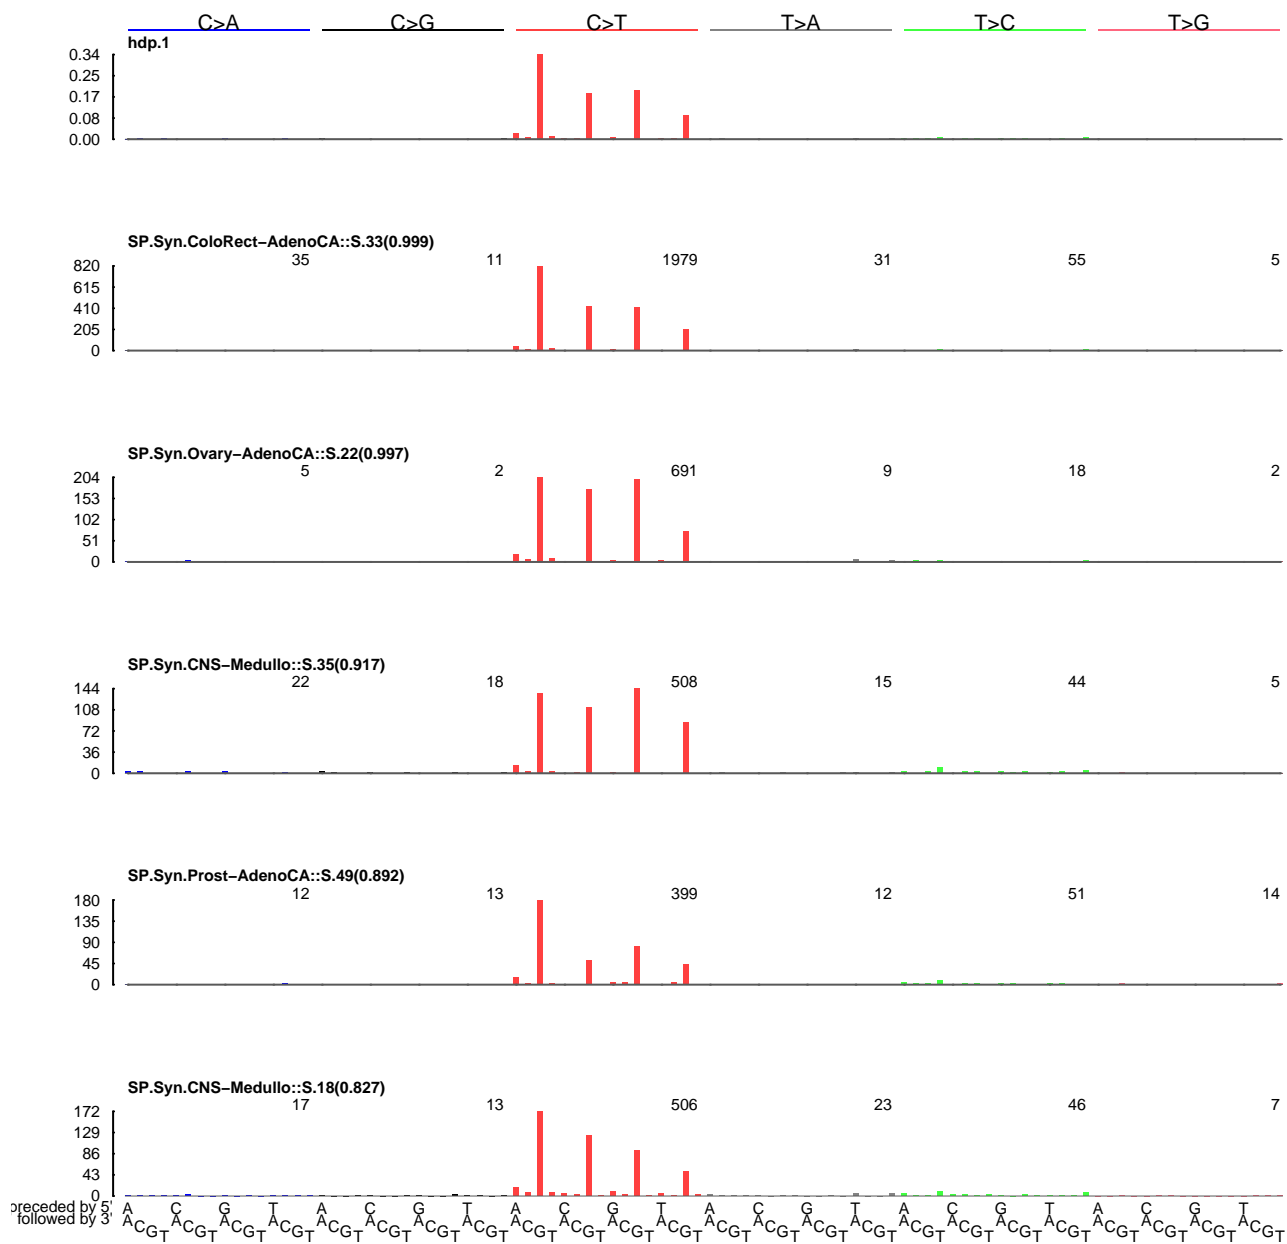 C>A C>G C>T T>A T>C T>G
hdp.1
0.34
0.25
0.17
0.08
0.00
SP.Syn.ColoRect−AdenoCA::S.33(0.999)
35 11 1979 31 55 5
820
615
410
205
0
SP.Syn.Ovary−AdenoCA::S.22(0.997)
5 2 691 9 18 2
204
153
102
51
0
SP.Syn.CNS−Medullo::S.35(0.917)
22 18 508 15 44 5
144
108
72
36
0
SP.Syn.Prost−AdenoCA::S.49(0.892)
12 13 399 12 51 14
180
135
90
45
0
SP.Syn.CNS−Medullo::S.18(0.827)
17 13 506 23 46 7
172
129
86
43
0
preceded by 5' A C G T A C G T A C G T A C G T A C G T A C G T
followed by 3' A C G T A C G T A C G T A C G T A C G T A C G T A C G T A C G T A C G T A C G T A C G T A C G T A C G T A C G T A C G T A C G T A C G T A C G T A C G T A C G T A C G T A C G T A C G T A C G T